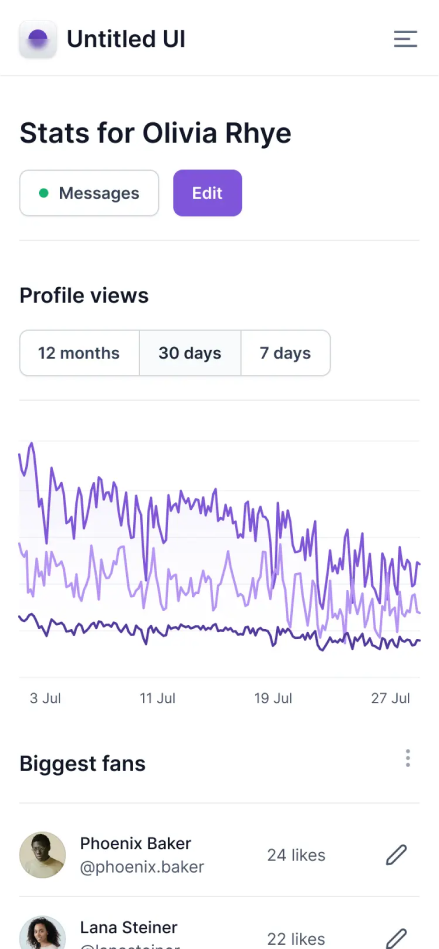 Untitled UI
Stats for Olivia Rhye
Messages
Edit
Profile views
12 months
30 days
7 days
3 Jul
11 Jul
19 Jul
27 Jul
Biggest fans
Phoenix Baker
@phoenix.baker
24 likes
Lana Steiner
22 likes